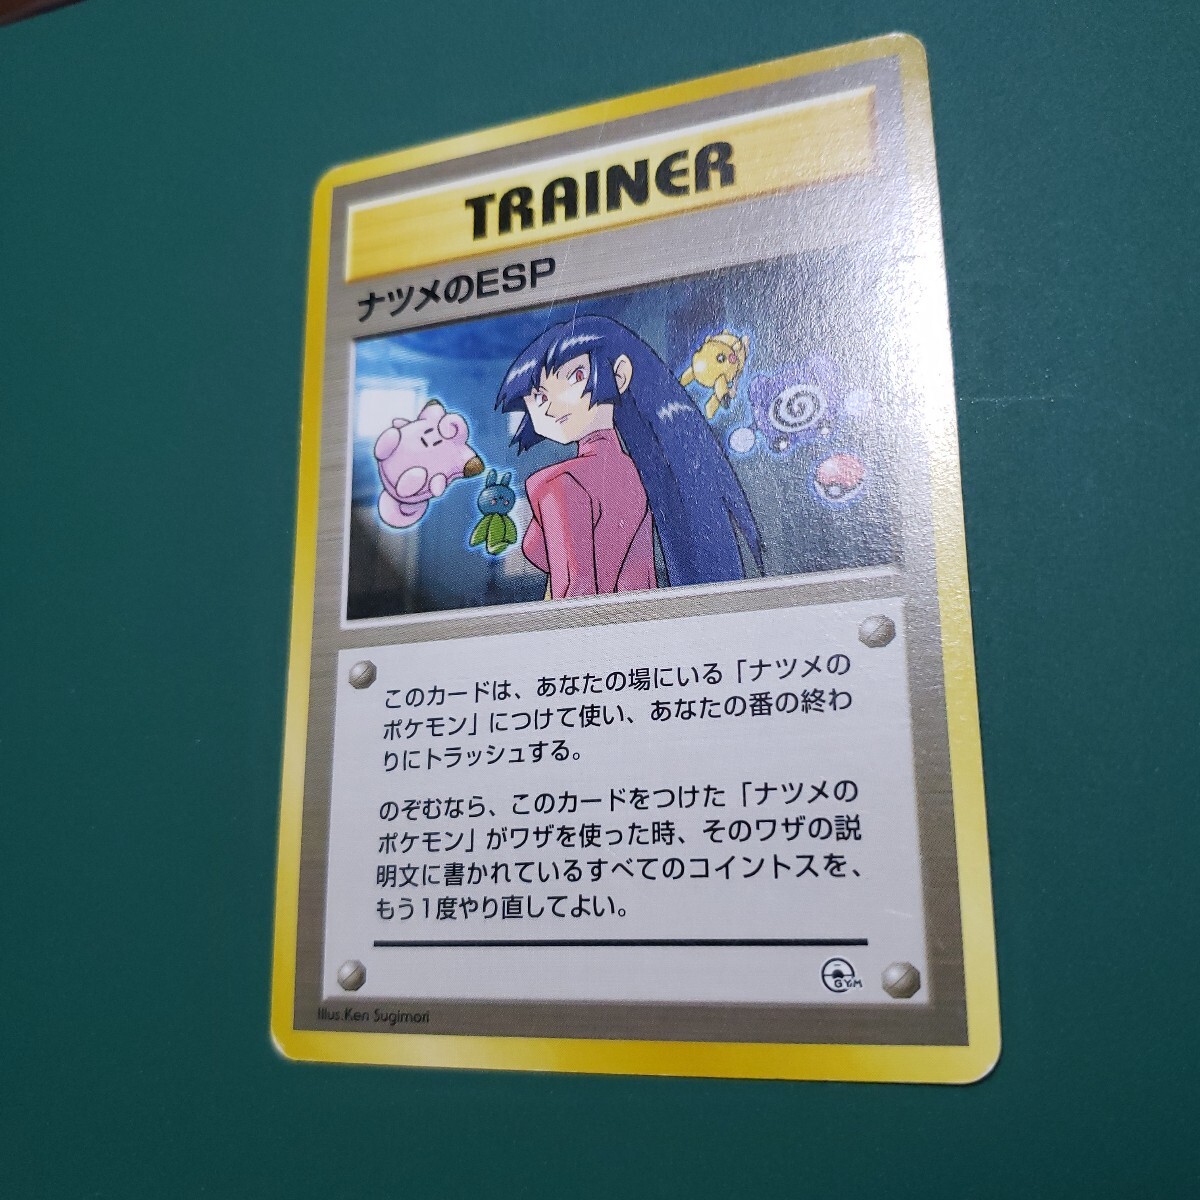 TRAINER
ナツメのESP
このカードは、あなたの場にいる「ナツメの
ポケモン」につけて使い、あなたの番の終わ
りにトラッシュする。
のぞむなら、このカードをつけた「ナツメの
ポケモン」がワザを使った時、そのワザの説
明文に書かれているすべてのコイントスを、
もう1度やり直してよい。
GYM
Illus.Ken Sugimori